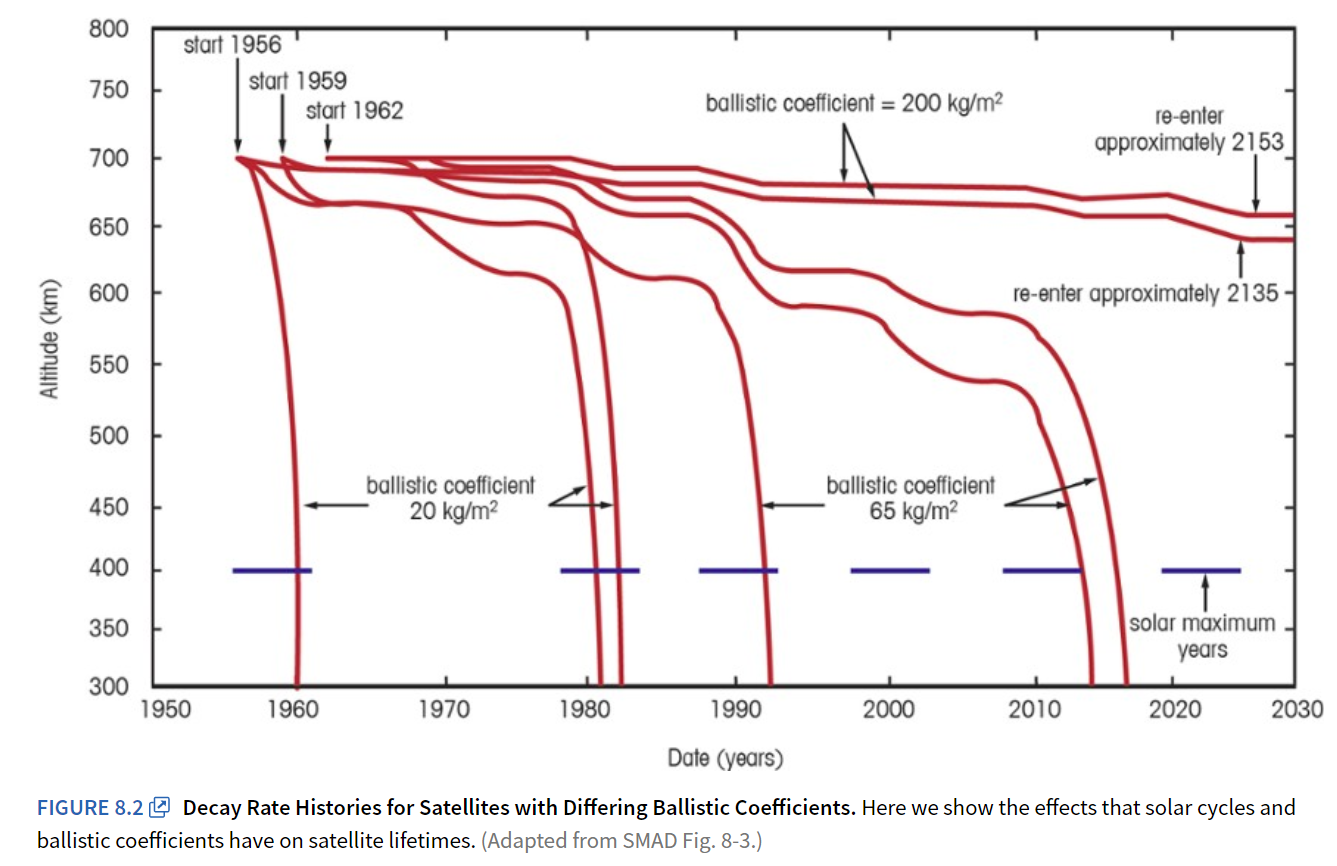 800
start 1956
750
start 1959
start 1962
ballistic coefficient = 200 kg/m²
re-enter
approximately 2153
700
650
600
re-enter approximately 2135
Altitude (km)
550
500
ballistic coefficient
20 kg/m²
ballistic coefficient
65 kg/m²
450
400
350
solar maximum
years
300
1950
1960
1970
1980
1990
2000
2010
2020
2030
Date (years)
FIGURE 8.2 Decay Rate Histories for Satellites with Differing Ballistic Coefficients. Here we show the effects that solar cycles and
ballistic coefficients have on satellite lifetimes. (Adapted from SMAD Fig. 8-3.)